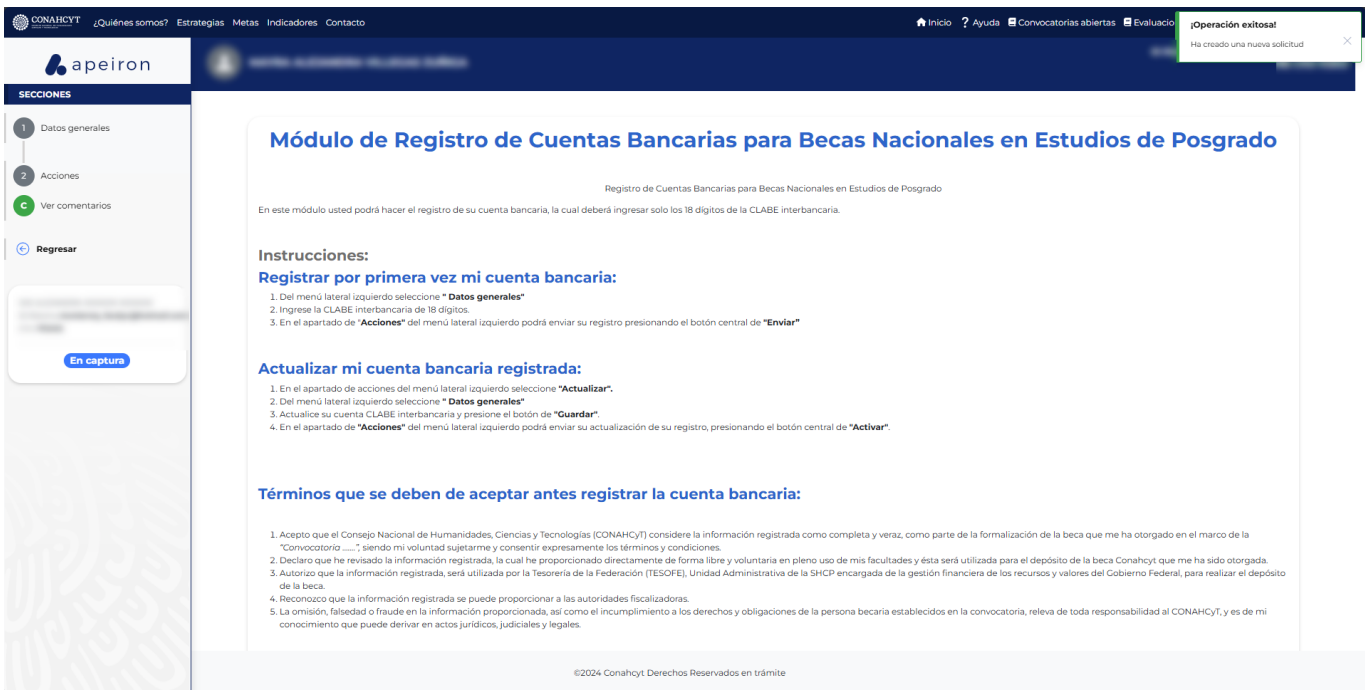 CONAHCYT ¿Quiénes somos? Estrategias Metas Indicadores Contacto Inicio ? Ayuda Convocatorias abiertas Evaluacio
¡Operación exitosa!
Ha creado una nueva solicitud
apeiron
SECCIONES
1 Datos generales
2 Acciones
C Ver comentarios
Regresar
En captura
Módulo de Registro de Cuentas Bancarias para Becas Nacionales en Estudios de Posgrado
Registro de Cuentas Bancarias para Becas Nacionales en Estudios de Posgrado
En este módulo usted podrá hacer el registro de su cuenta bancaria, la cual deberá ingresar solo los 18 dígitos de la CLABE interbancaria.
Instrucciones:
Registrar por primera vez mi cuenta bancaria:
1. Del menú lateral izquierdo seleccione " Datos generales"
2. Ingrese la CLABE interbancaria de 18 dígitos.
3. En el apartado de "Acciones" del menú lateral izquierdo podrá enviar su registro presionando el botón central de "Enviar"
Actualizar mi cuenta bancaria registrada:
1. En el apartado de acciones del menú lateral izquierdo seleccione "Actualizar".
2. Del menú lateral izquierdo seleccione " Datos generales"
3. Actualice su cuenta CLABE interbancaria y presione el botón de "Guardar".
4. En el apartado de "Acciones" del menú lateral izquierdo podrá enviar su actualización de su registro, presionando el botón central de "Activar".
Términos que se deben de aceptar antes registrar la cuenta bancaria:
1. Acepto que el Consejo Nacional de Humanidades, Ciencias y Tecnologías (CONAHCyT) considere la información registrada como completa y veraz, como parte de la formalización de la beca que me ha otorgado en el marco de la
"Convocatoria ......", siendo mi voluntad sujetarme y consentir expresamente los términos y condiciones.
2. Declaro que he revisado la información registrada, la cual he proporcionado directamente de forma libre y voluntaria en pleno uso de mis facultades y ésta será utilizada para el depósito de la beca Conahcyt que me ha sido otorgada.
3. Autorizo que la información registrada, será utilizada por la Tesorería de la Federación (TESOFE), Unidad Administrativa de la SHCP encargada de la gestión financiera de los recursos y valores del Gobierno Federal, para realizar el depósito
de la beca.
4. Reconozco que la información registrada se puede proporcionar a las autoridades fiscalizadoras.
5. La omisión, falsedad o fraude en la información proporcionada, así como el incumplimiento a los derechos y obligaciones de la persona becaria establecidos en la convocatoria, releva de toda responsabilidad al CONAHCyT, y es de mi
conocimiento que puede derivar en actos jurídicos, judiciales y legales.
©2024 Conahcyt Derechos Reservados en trámite